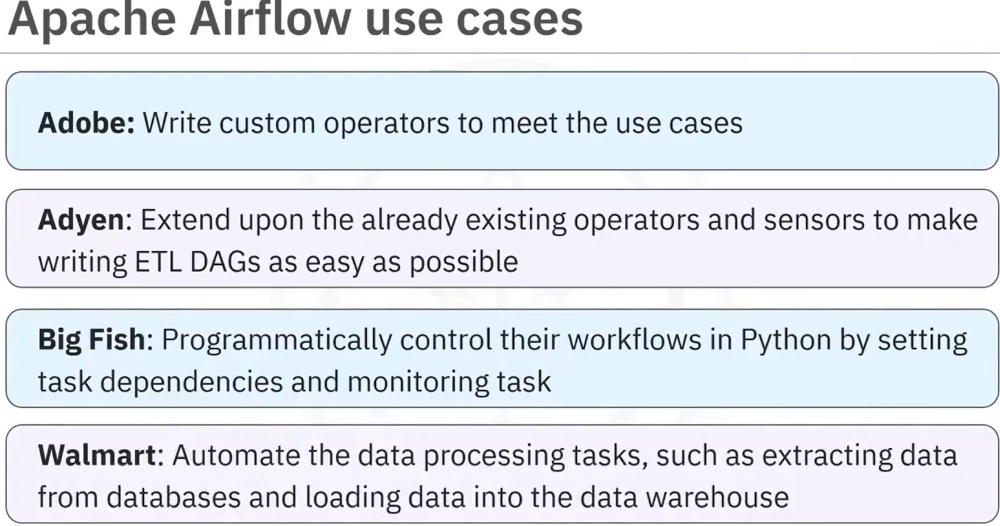 Apache Airflow use cases
Adobe: Write custom operators to meet the use cases
Adyen: Extend upon the already existing operators and sensors to make
writing ETL DAGs as easy as possible
Big Fish: Programmatically control their workflows in Python by setting
task dependencies and monitoring task
Walmart: Automate the data processing tasks, such as extracting data
from databases and loading data into the data warehouse